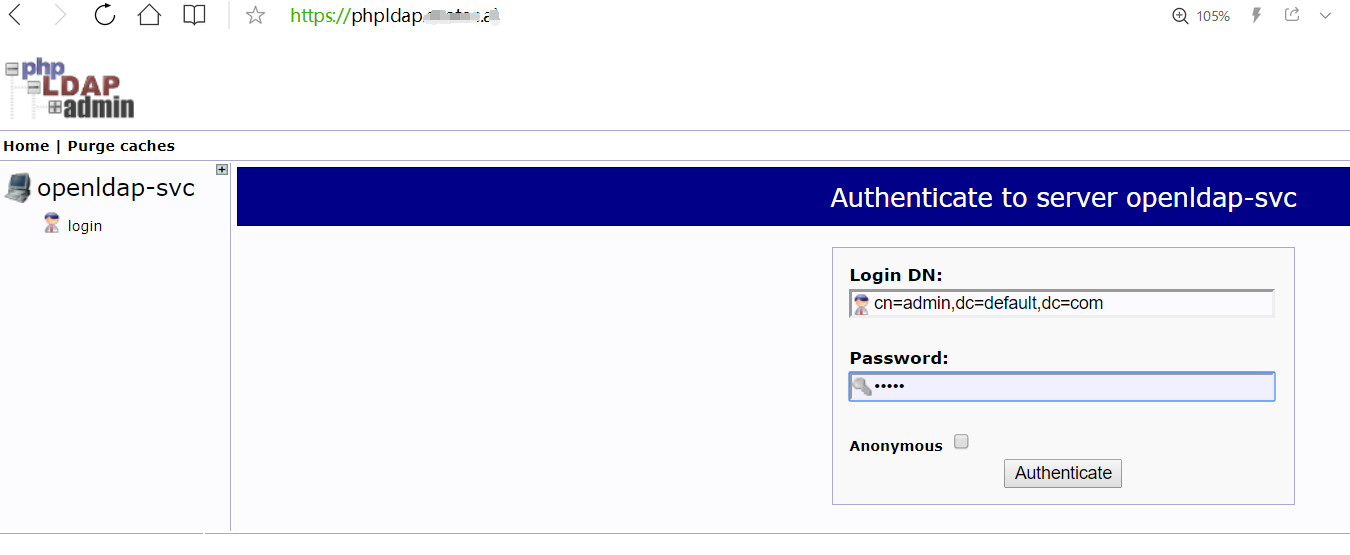 https://phpldap.
105%
php
LDAP
admin
Home | Purge caches
openldap-svc
login
Authenticate to server openldap-svc
Login DN:
cn=admin,dc=default,dc=com
Password:
•••••
Anonymous
Authenticate